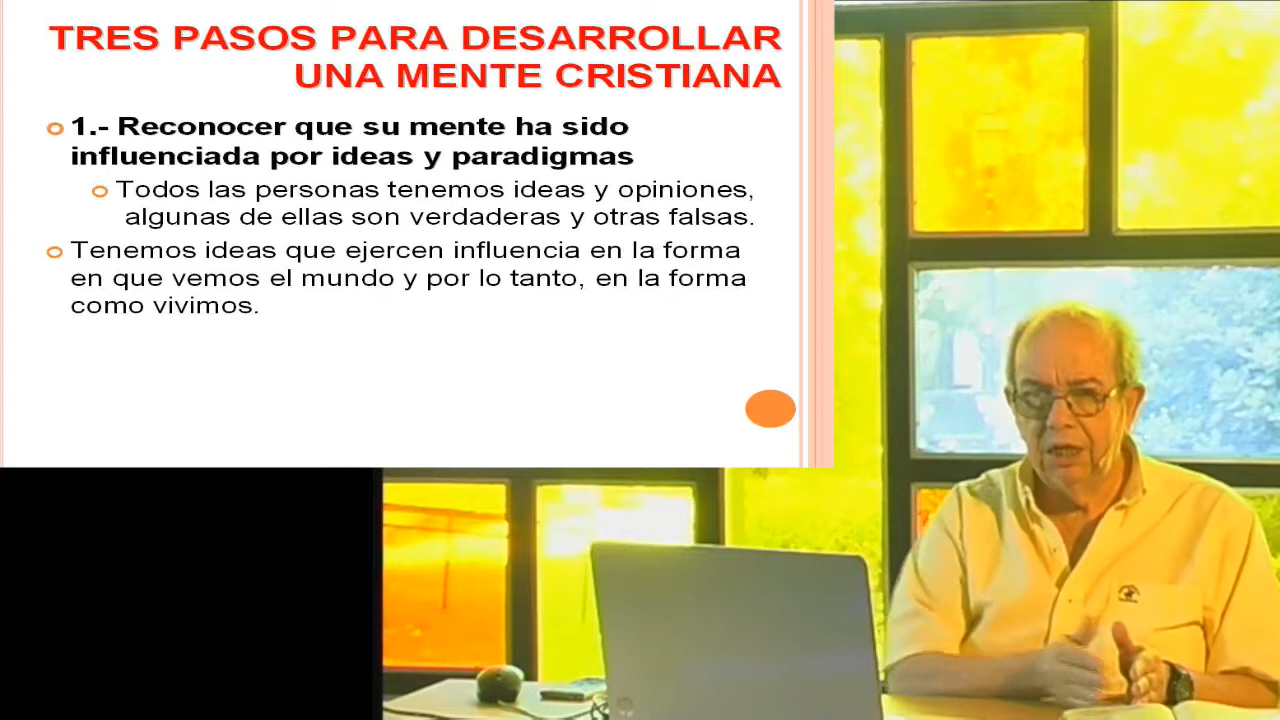 TRES PASOS PARA DESARROLLAR
UNA MENTE CRISTIANA
1.- Reconocer que su mente ha sido
influenciada por ideas y paradigmas
Todos las personas tenemos ideas y opiniones,
algunas de ellas son verdaderas y otras falsas.
Tenemos ideas que ejercen influencia en la forma
en que vemos el mundo y por lo tanto, en la forma
como vivimos.